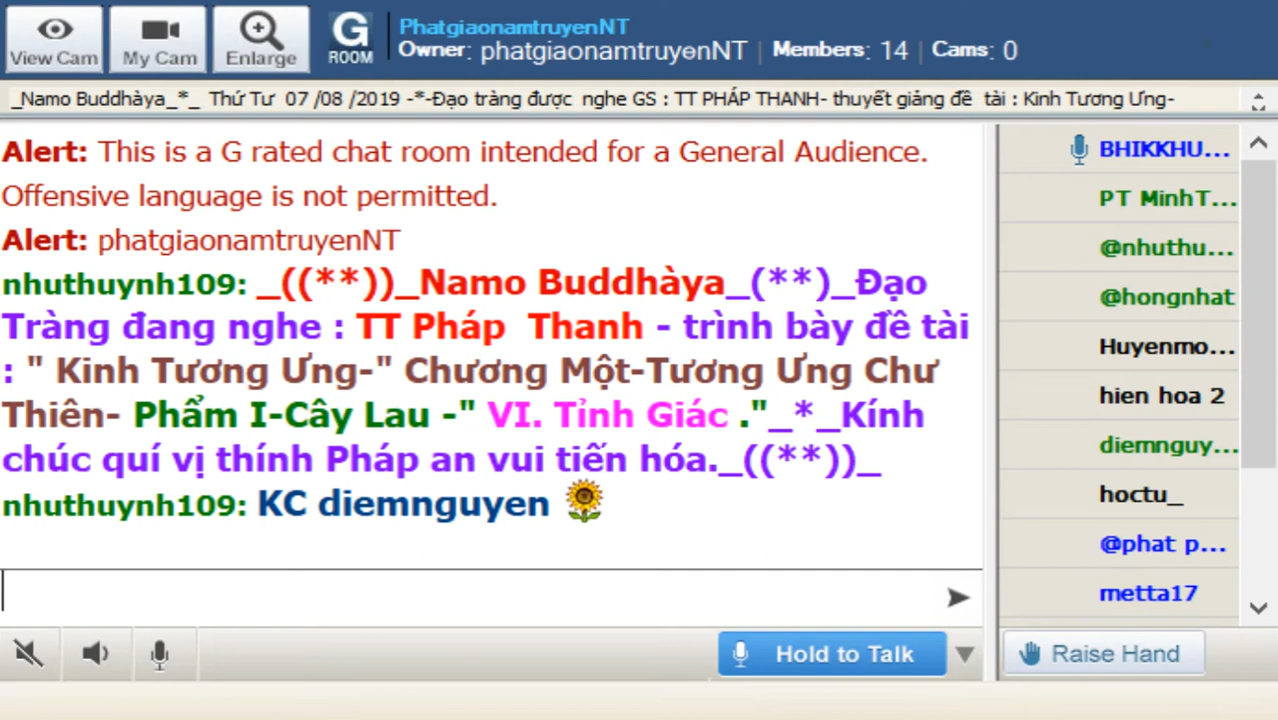 View Cam
My Cam
Enlarge
G
ROOM
PhatgiaonamtruyenNT
Owner: phatgiaonamtruyenNT | Members: 14 | Cams: 0
_Namo Buddhàya_*_ Thứ Tư 07 /08 /2019 -*-Đạo tràng được nghe GS : TT PHÁP THANH- thuyết giảng đề tài : Kinh Tương Ưng-
Alert: This is a G rated chat room intended for a General Audience.
Offensive language is not permitted.
Alert: phatgiaonamtruyenNT
nhuthuynh109: _((**))_Namo Buddhàya_(**)_Đạo
Tràng đang nghe : TT Pháp Thanh - trình bày đề tài
: " Kinh Tương Ưng-" Chương Một-Tương Ưng Chư
Thiên- Phẩm I-Cây Lau -" VI. Tỉnh Giác ."_*_Kính
chúc quí vị thính Pháp an vui tiến hóa._((**))_
nhuthuynh109: KC diemnguyen
BHIKKHU...
PT MinhT...
@nhuthu...
@hongnhat
Huyenmo...
hien hoa 2
diemnguy...
hoctu_
@phat p...
metta17
Hold to Talk
Raise Hand